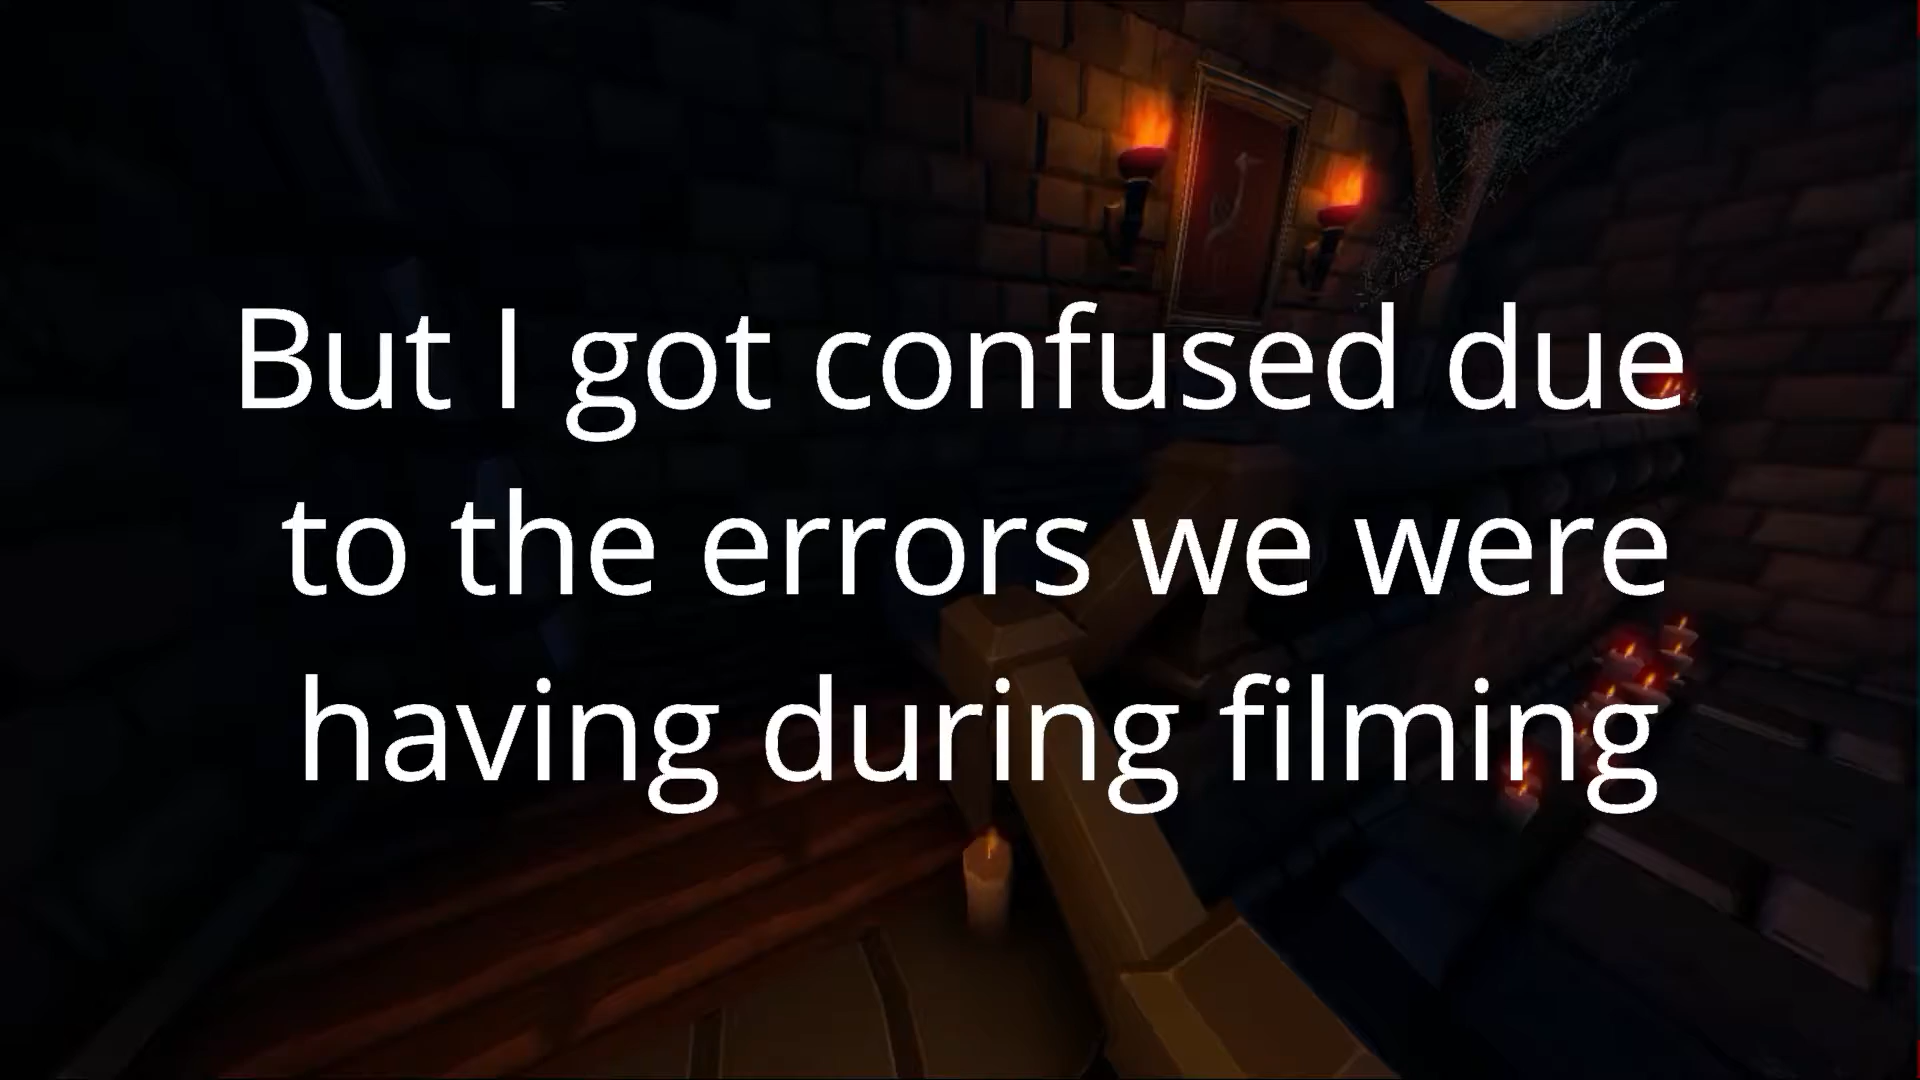 But I got confused due
to the errors we were
having during filming